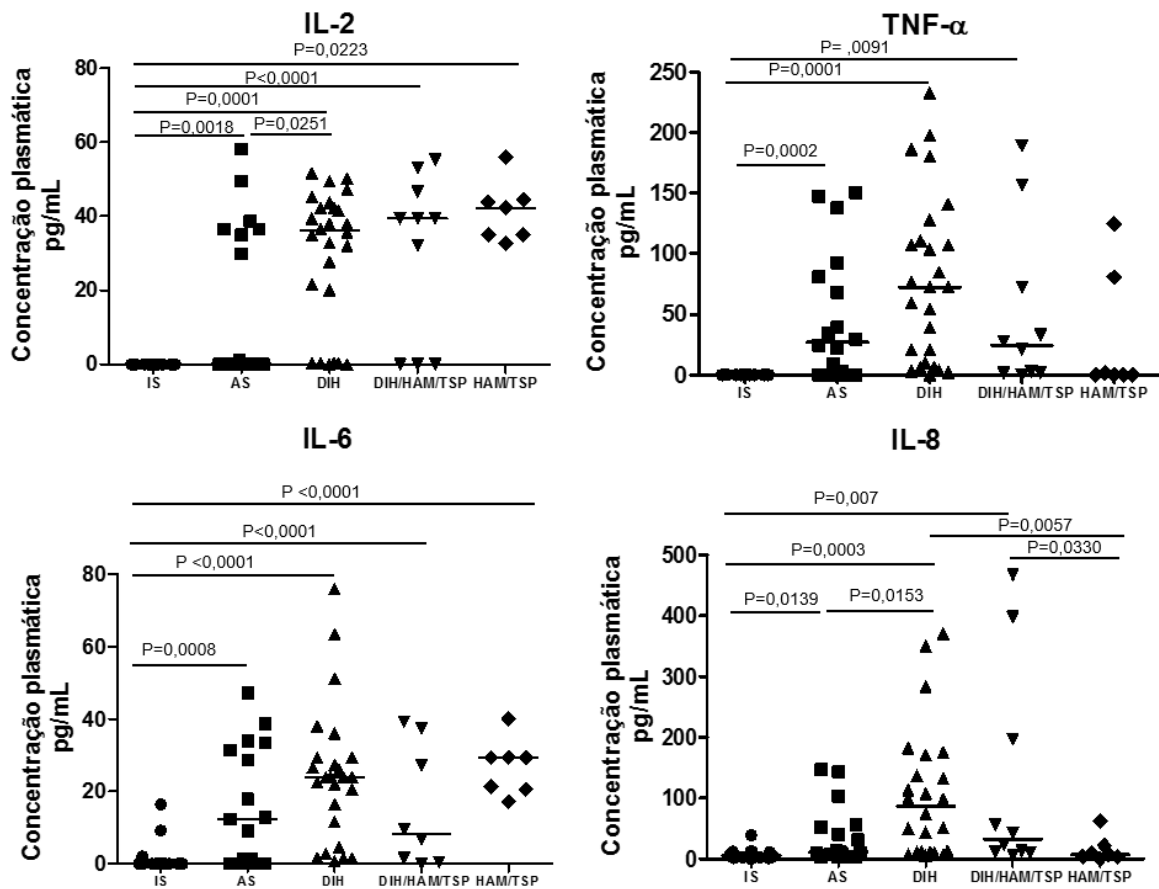 IL-2
P=0,0223
P<0,0001
P=0,0001
P=0,0018
P=0,0251
Concentração plasmática
pg/mL
80
60
40
20
0
IS
AS
DIH
DIH/HAM/TSP
HAM/TSP
TNF-α
P= ,0091
P=0,0001
P=0,0002
Concentração plasmática
pg/mL
250
200
150
100
50
0
IS
AS
DIH
DIH/HAM/TSP
HAM/TSP
IL-6
P <0,0001
P<0,0001
P <0,0001
P=0,0008
Concentração plasmática
pg/mL
80
60
40
20
0
IS
AS
DIH
DIH/HAM/TSP
HAM/TSP
IL-8
P=0,007
P=0,0057
P=0,0003
P=0,0330
P=0,0139
P=0,0153
Concentração plasmática
pg/mL
500
400
300
200
100
0
IS
AS
DIH
DIH/HAM/TSP
HAM/TSP